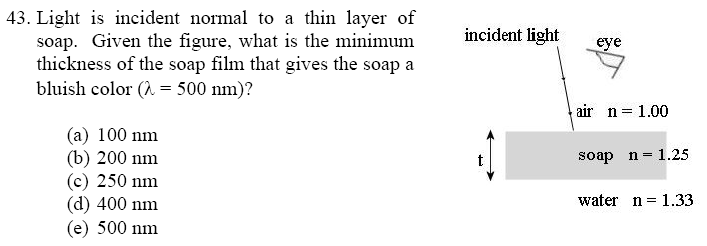 43. Light is incident normal to a thin layer of
soap. Given the figure, what is the minimum
thickness of the soap film that gives the soap a
bluish color (λ = 500 nm)?
(a) 100 nm
(b) 200 nm
(c) 250 nm
(d) 400 nm
(e) 500 nm
incident light
eye
air n = 1.00
t
soap n = 1.25
water n = 1.33